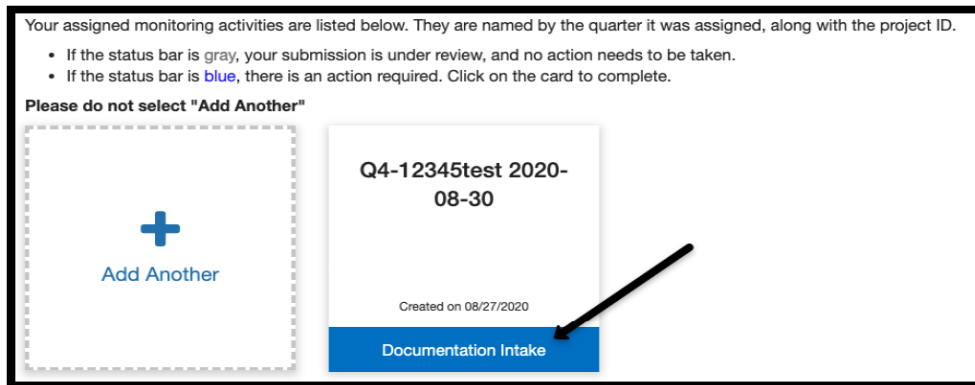 Your assigned monitoring activities are listed below. They are named by the quarter it was assigned, along with the project ID.
• If the status bar is gray, your submission is under review, and no action needs to be taken.
• If the status bar is blue, there is an action required. Click on the card to complete.
Please do not select "Add Another"
Add Another
Q4-12345test 2020-
08-30
Created on 08/27/2020
Documentation Intake